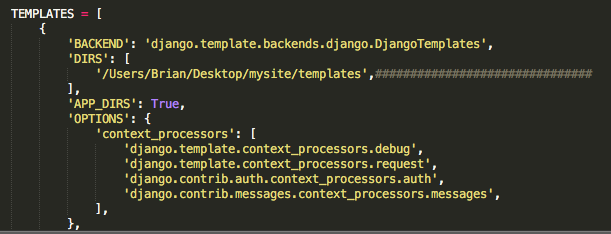 TEMPLATES = [
    {
        'BACKEND': 'django.template.backends.django.DjangoTemplates',
        'DIRS': [
            '/Users/Brian/Desktop/mysite/templates',###############################
        ],
        'APP_DIRS': True,
        'OPTIONS': {
            'context_processors': [
                'django.template.context_processors.debug',
                'django.template.context_processors.request',
                'django.contrib.auth.context_processors.auth',
                'django.contrib.messages.context_processors.messages',
            ],
        },